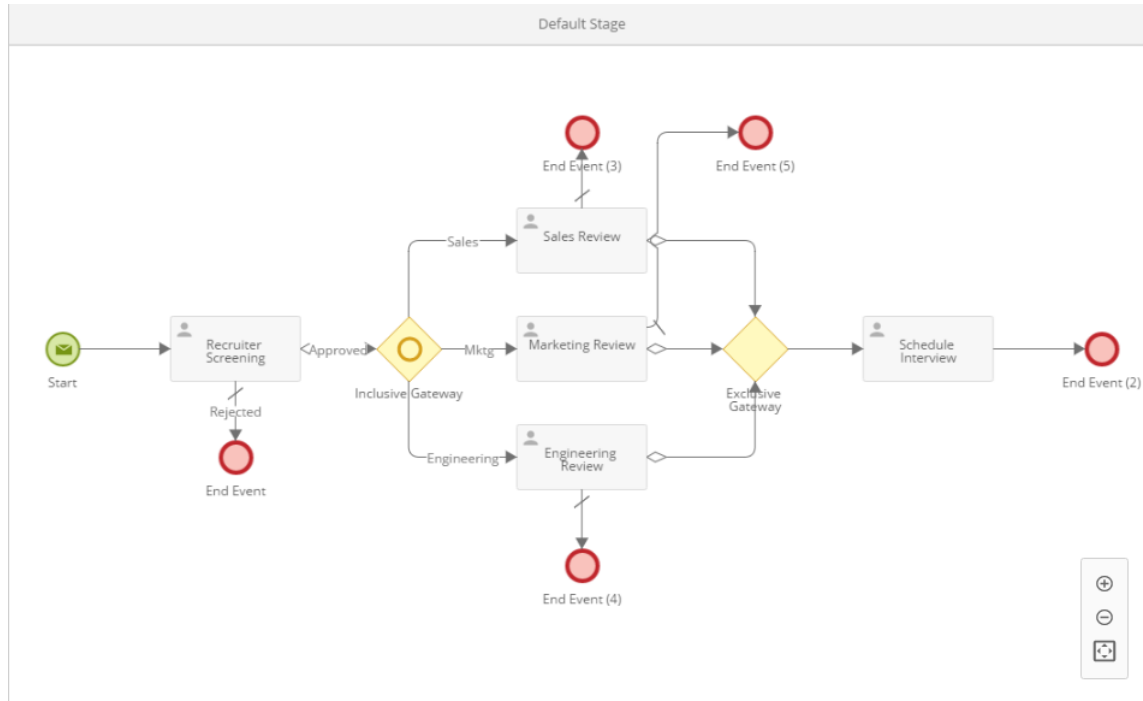 Default Stage
End Event (3)
End Event (5)
Sales Review
Sales
Start
Recruiter
Screening
Approved
Inclusive Gateway
Mktg
Marketing Review
Exclusive
Gateway
Schedule
Interview
End Event (2)
Rejected
End Event
Engineering
Engineering
Review
End Event (4)